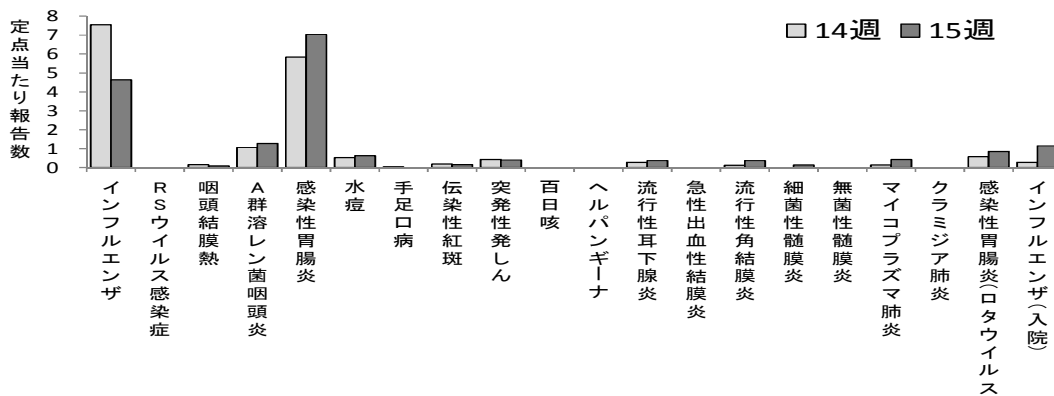 定点当たり報告数
8
7
6
5
4
3
2
1
0
14週 15週
インフルエンザ
RSウイルス感染症
咽頭結膜熱
A群溶レン菌咽頭炎
感染性胃腸炎
水痘
手足口病
伝染性紅斑
突発性発しん
百日咳
ヘルパンギーナ
流行性耳下腺炎
急性出血性結膜炎
流行性角結膜炎
細菌性髄膜炎
無菌性髄膜炎
マイコプラズマ肺炎
クラミジア肺炎
感染性胃腸炎(ロタウイルス
インフルエンザ(入院)